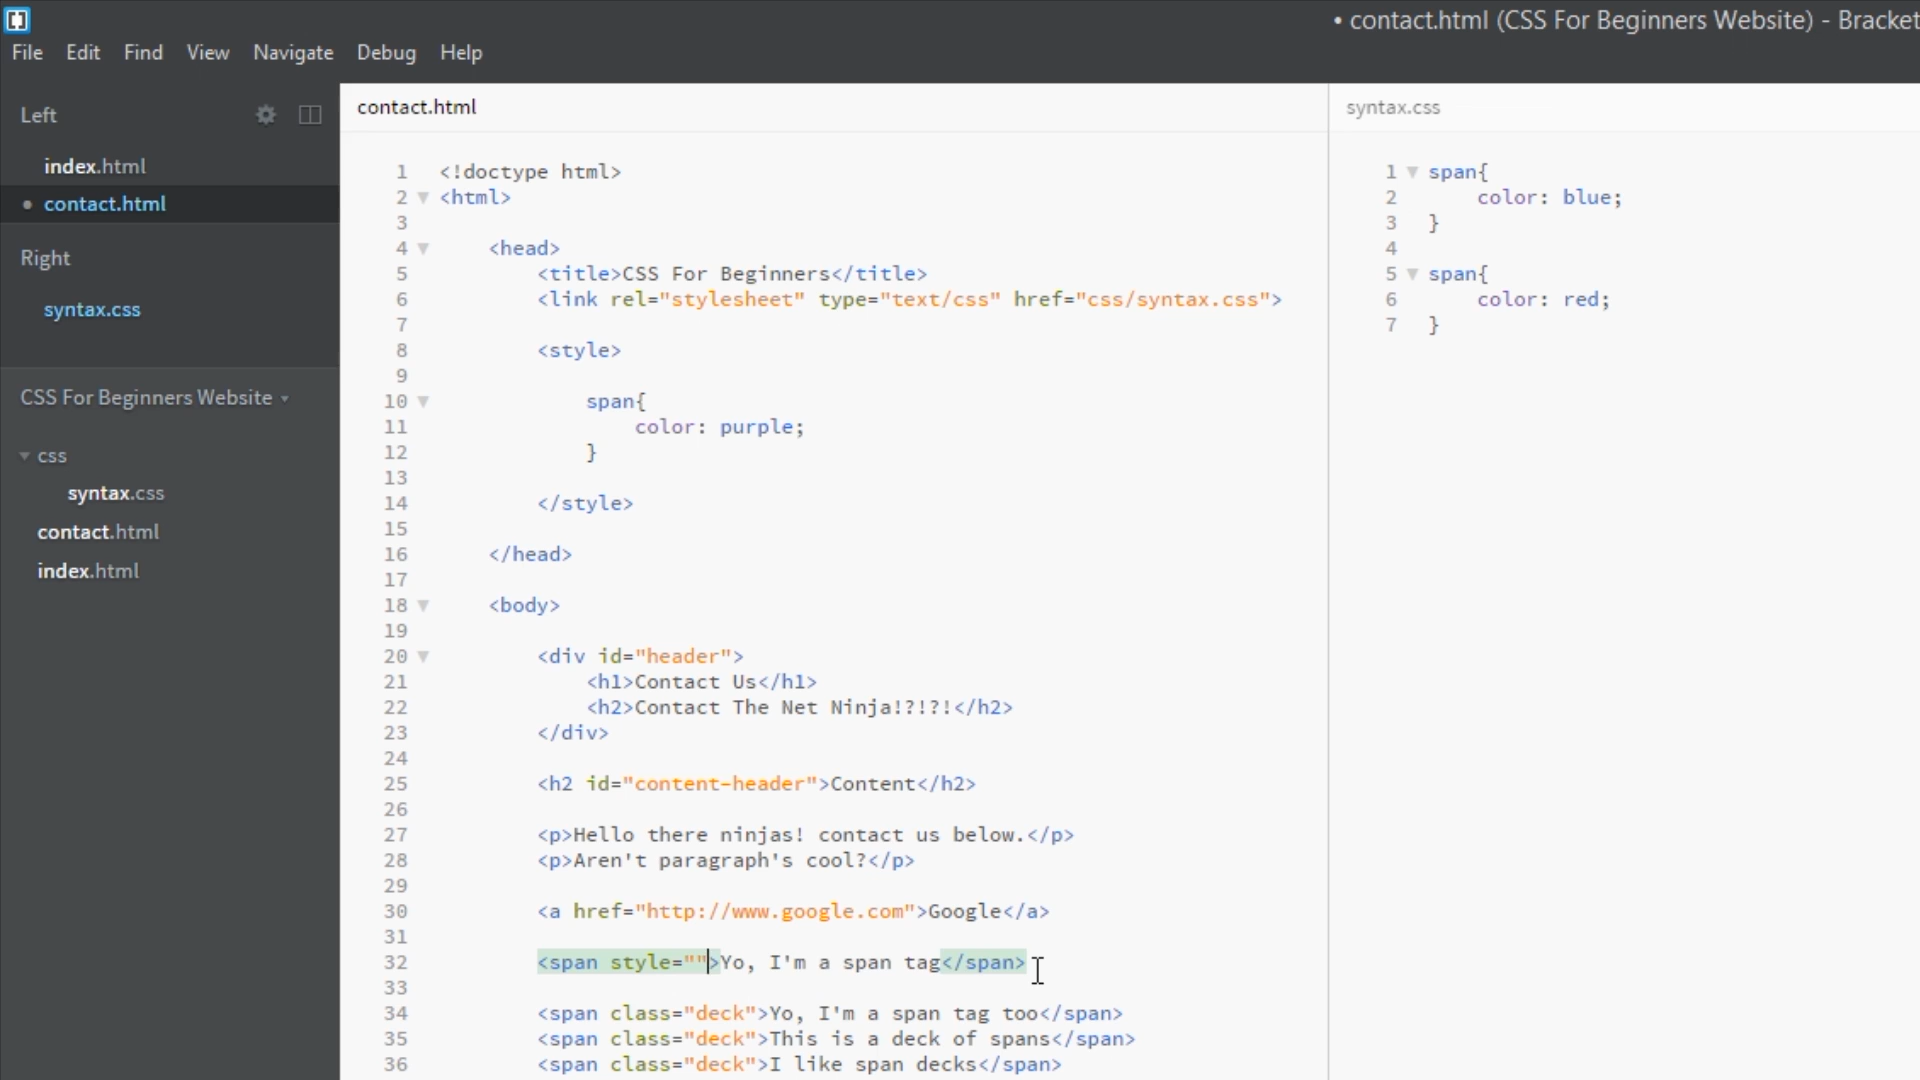 • contact.html (CSS For Beginners Website) - Bracket
File Edit Find View Navigate Debug Help
Left
index.html
• contact.html
Right
syntax.css
CSS For Beginners Website
css
syntax.css
contact.html
index.html
contact.html
1 <!doctype html>
2 <html>
3
4 <head>
5 <title>CSS For Beginners</title>
6 <link rel="stylesheet" type="text/css" href="css/syntax.css">
7
8 <style>
9
10 span{
11 color: purple;
12 }
13
14 </style>
15
16 </head>
17
18 <body>
19
20 <div id="header">
21 <h1>Contact Us</h1>
22 <h2>Contact The Net Ninja!?!?!</h2>
23 </div>
24
25 <h2 id="content-header">Content</h2>
26
27 <p>Hello there ninjas! contact us below.</p>
28 <p>Aren't paragraph's cool?</p>
29
30 <a href="http://www.google.com">Google</a>
31
32 <span style="">Yo, I'm a span tag</span>
33
34 <span class="deck">Yo, I'm a span tag too</span>
35 <span class="deck">This is a deck of spans</span>
36 <span class="deck">I like span decks</span>
syntax.css
1 span{
2 color: blue;
3 }
4
5 span{
6 color: red;
7 }